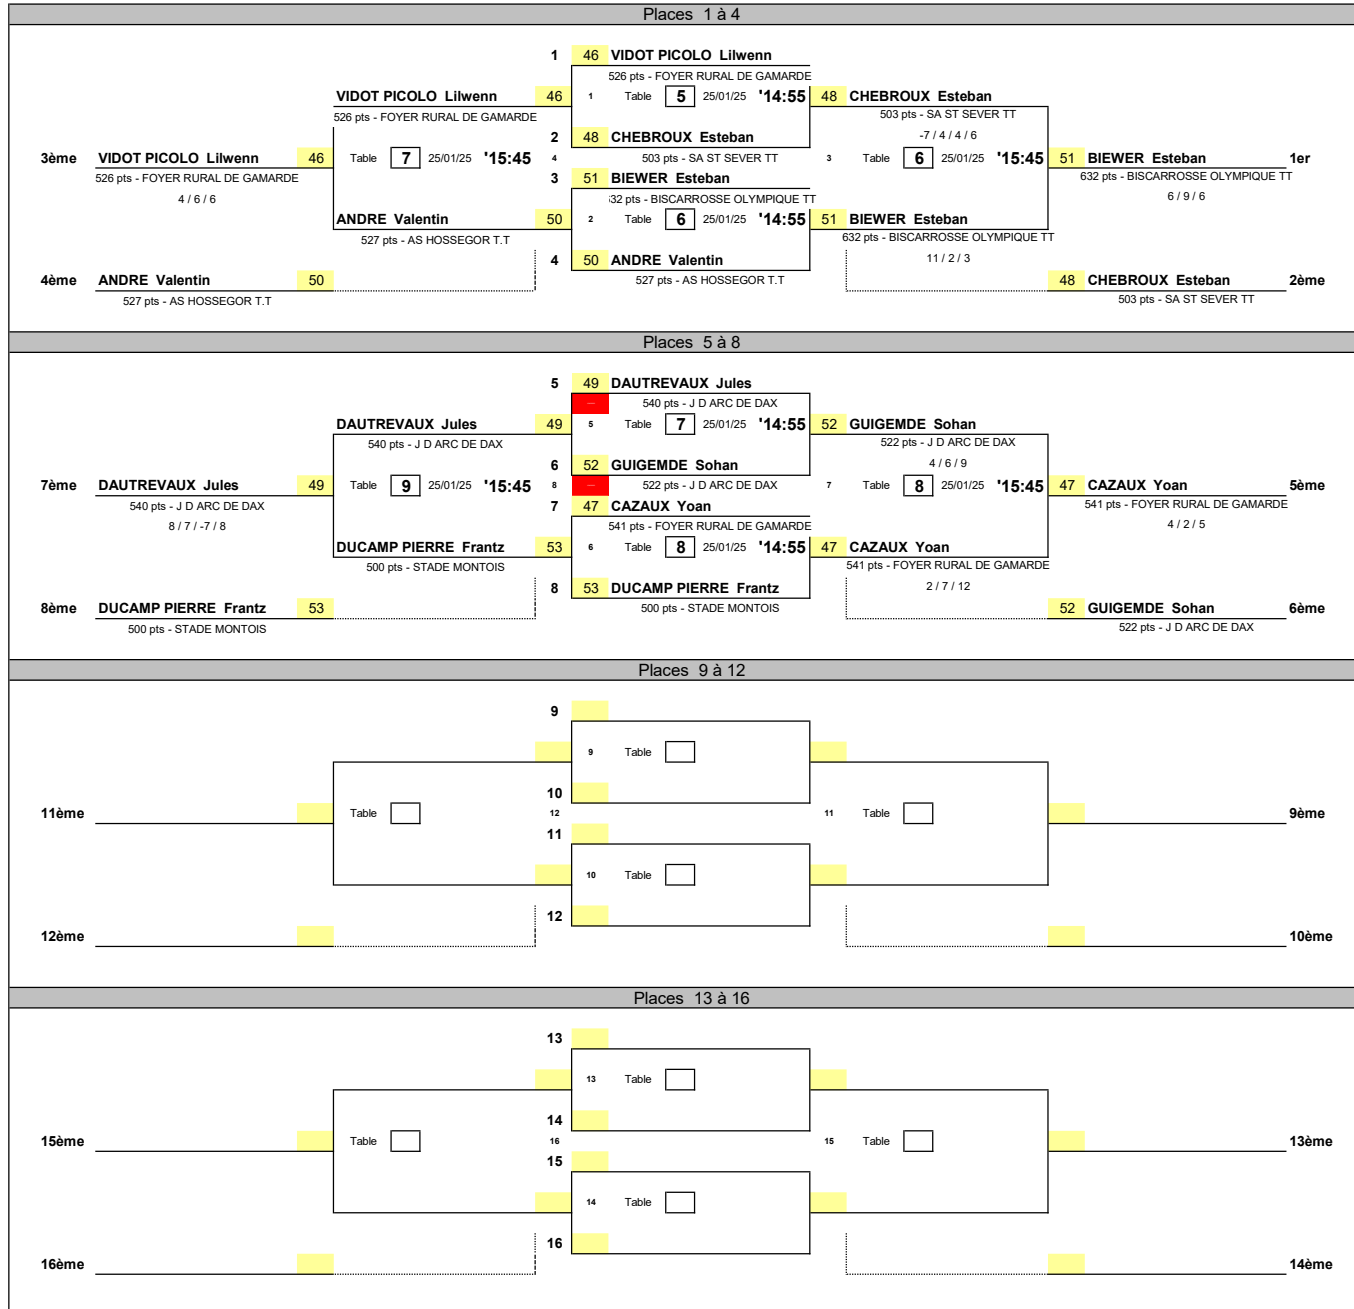 Places 1 à 4
1 46 VIDOT PICOLO Lilwenn
526 pts - FOYER RURAL DE GAMARDE
VIDOT PICOLO Lilwenn 46 1 Table 5 25/01/25 '14:55 48 CHEBROUX Esteban
526 pts - FOYER RURAL DE GAMARDE 503 pts - SA ST SEVER TT
2 48 CHEBROUX Esteban -7 / 4 / 4 / 6
3ème VIDOT PICOLO Lilwenn 46 Table 7 25/01/25 '15:45 4 503 pts - SA ST SEVER TT 3 Table 6 25/01/25 '15:45 51 BIEWER Esteban 1er
526 pts - FOYER RURAL DE GAMARDE 3 51 BIEWER Esteban 632 pts - BISCARROSSE OLYMPIQUE TT
4 / 6 / 6 32 pts - BISCARROSSE OLYMPIQUE TT 6 / 9 / 6
ANDRE Valentin 50 2 Table 6 25/01/25 '14:55 51 BIEWER Esteban
527 pts - AS HOSSEGOR T.T 632 pts - BISCARROSSE OLYMPIQUE TT
4 50 ANDRE Valentin 11 / 2 / 3
4ème ANDRE Valentin 50 527 pts - AS HOSSEGOR T.T 48 CHEBROUX Esteban 2ème
527 pts - AS HOSSEGOR T.T 503 pts - SA ST SEVER TT
Places 5 à 8
5 49 DAUTREVAUX Jules
540 pts - J D ARC DE DAX
DAUTREVAUX Jules 49 5 Table 7 25/01/25 '14:55 52 GUIGEMDE Sohan
540 pts - J D ARC DE DAX 522 pts - J D ARC DE DAX
6 52 GUIGEMDE Sohan 4 / 6 / 9
7ème DAUTREVAUX Jules 49 Table 9 25/01/25 '15:45 8 522 pts - J D ARC DE DAX 7 Table 8 25/01/25 '15:45 47 CAZAUX Yoan 5ème
540 pts - J D ARC DE DAX 7 47 CAZAUX Yoan 541 pts - FOYER RURAL DE GAMARDE
8 / 7 / -7 / 8 541 pts - FOYER RURAL DE GAMARDE 4 / 2 / 5
DUCAMP PIERRE Frantz 53 6 Table 8 25/01/25 '14:55 47 CAZAUX Yoan
500 pts - STADE MONTOIS 541 pts - FOYER RURAL DE GAMARDE
8 53 DUCAMP PIERRE Frantz 2 / 7 / 12
8ème DUCAMP PIERRE Frantz 53 500 pts - STADE MONTOIS 52 GUIGEMDE Sohan 6ème
500 pts - STADE MONTOIS 522 pts - J D ARC DE DAX
Places 9 à 12
9
9 Table
10
11ème Table 12 11 Table 9ème
11
10 Table
12
12ème 10ème
Places 13 à 16
13
13 Table
14
15ème Table 16 15 Table 13ème
15
14 Table
16
16ème 14ème